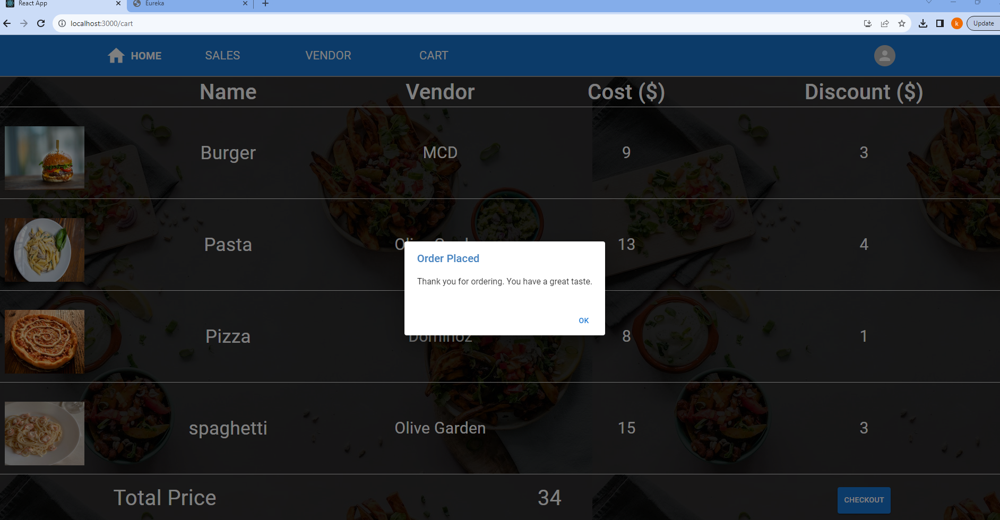 React App
Eureka
localhost:3000/cart
k
Update
HOME SALES VENDOR CART
Name Vendor Cost ($) Discount ($)
Burger MCD 9 3
Pasta 13 4
Order Placed
Thank you for ordering. You have a great taste.
OK
Pizza Dominoz 8 1
spaghetti Olive Garden 15 3
Total Price 34 CHECKOUT